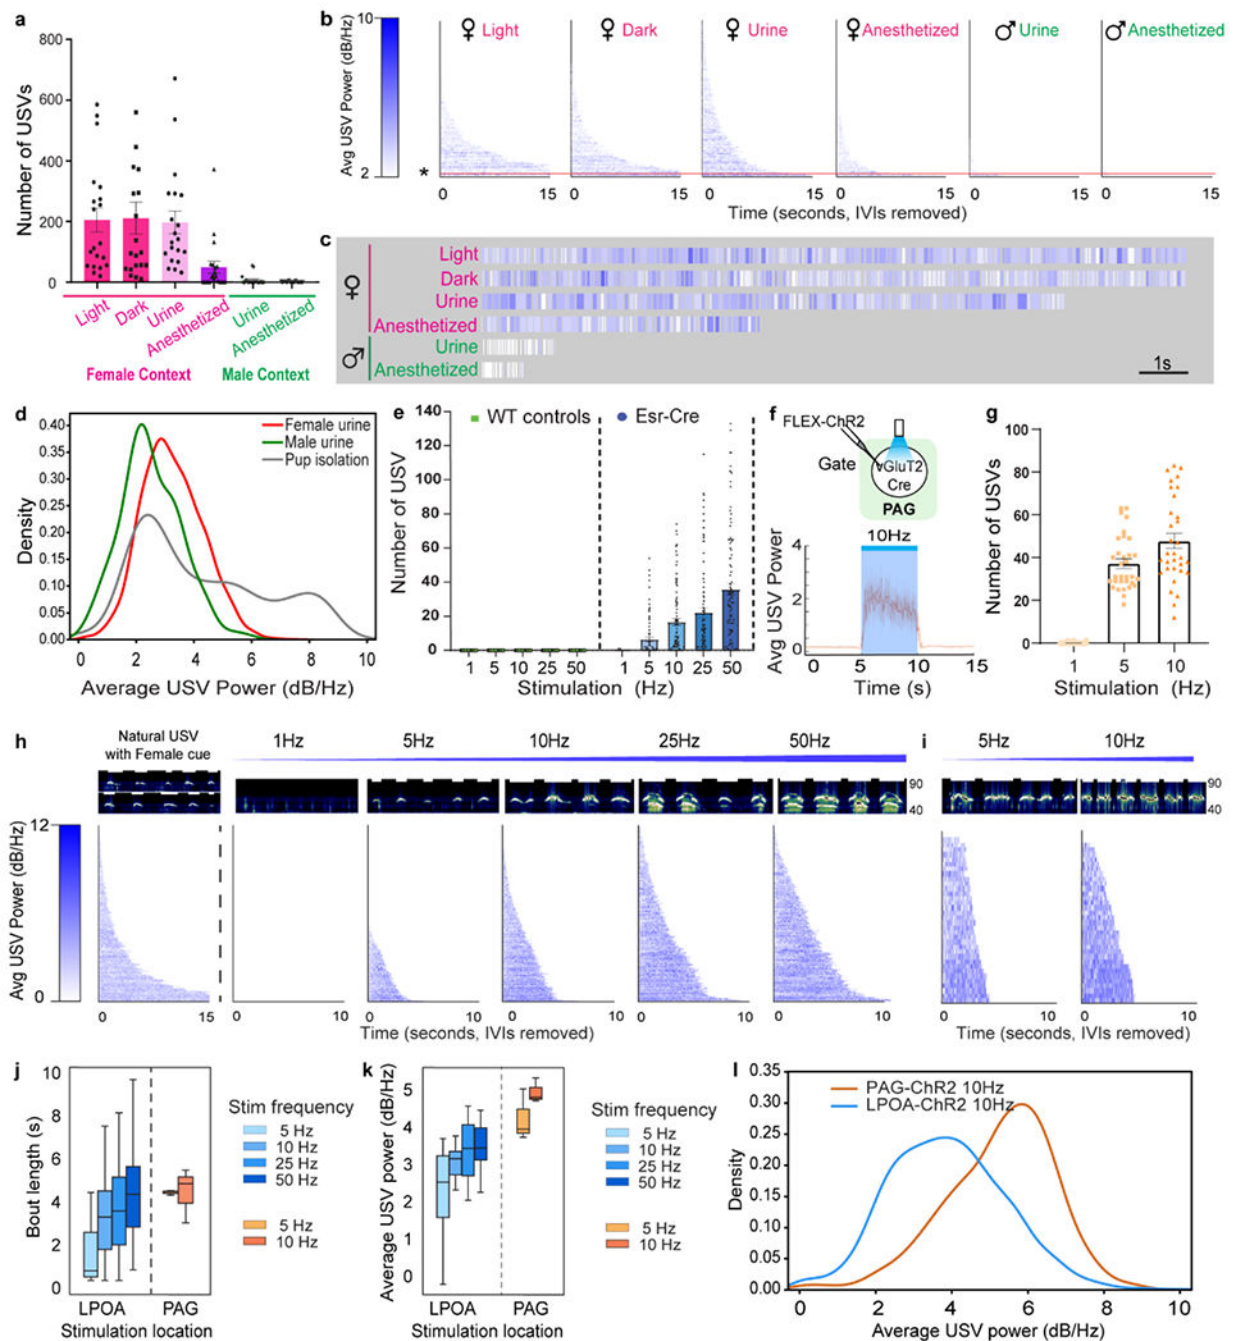 a
800
600
400
200
0
Number of USVs
Light
Dark
Urine
Anesthetized
Urine
Anesthetized
Female Context
Male Context
b
10
2
Avg USV Power (dB/Hz)
*
♀ Light
♀ Dark
♀ Urine
♀ Anesthetized
♂ Urine
♂ Anesthetized
0 15 0 15 0 15 0 15 0 15 0 15
Time (seconds, IVIs removed)
c
♀
Light
Dark
Urine
Anesthetized
♂
Urine
Anesthetized
1s
d
0.40
0.35
0.30
0.25
0.20
0.15
0.10
0.05
0.00
Density
Female urine
Male urine
Pup isolation
0 2 4 6 8 10
Average USV Power (dB/Hz)
e
140
120
100
80
60
40
20
0
Number of USV
WT controls
Esr-Cre
1 5 10 25 50 1 5 10 25 50
Stimulation (Hz)
f
FLEX-ChR2
Gate
vGluT2
Cre
PAG
10Hz
4
2
0
Avg USV Power
0 5 10 15
Time (s)
g
100
80
60
40
20
0
Number of USVs
1 5 10
Stimulation (Hz)
h
Natural USV
with Female cue
1Hz
5Hz
10Hz
25Hz
50Hz
90
40
12
0
Avg USV Power (dB/Hz)
0 15 0 10 0 10 0 10 0 10 0 10
Time (seconds, IVIs removed)
i
5Hz
10Hz
90
40
0 10 0 10
Time (seconds, IVIs removed)
j
10
8
6
4
2
0
Bout length (s)
LPOA PAG
Stimulation location
Stim frequency
5 Hz
10 Hz
25 Hz
50 Hz
5 Hz
10 Hz
k
5
4
3
2
1
0
Average USV power (dB/Hz)
LPOA PAG
Stimulation location
Stim frequency
5 Hz
10 Hz
25 Hz
50 Hz
5 Hz
10 Hz
l
0.35
0.30
0.25
0.20
0.15
0.10
0.05
0.00
Density
PAG-ChR2 10Hz
LPOA-ChR2 10Hz
0 2 4 6 8 10
Average USV power (dB/Hz)